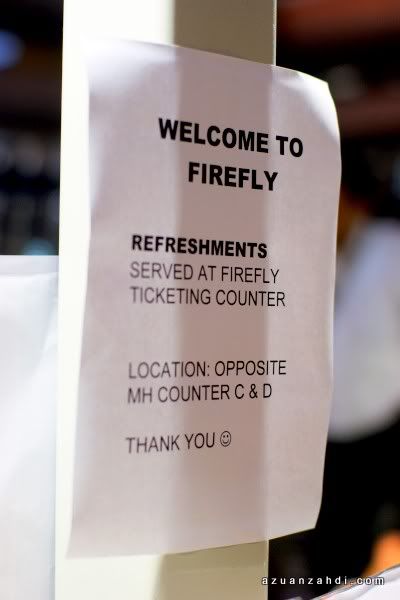 WELCOME TO
FIREFLY
REFRESHMENTS
SERVED AT FIREFLY
TICKETING COUNTER
LOCATION: OPPOSITE
MH COUNTER C & D
THANK YOU ☺
azuanzahdi.com